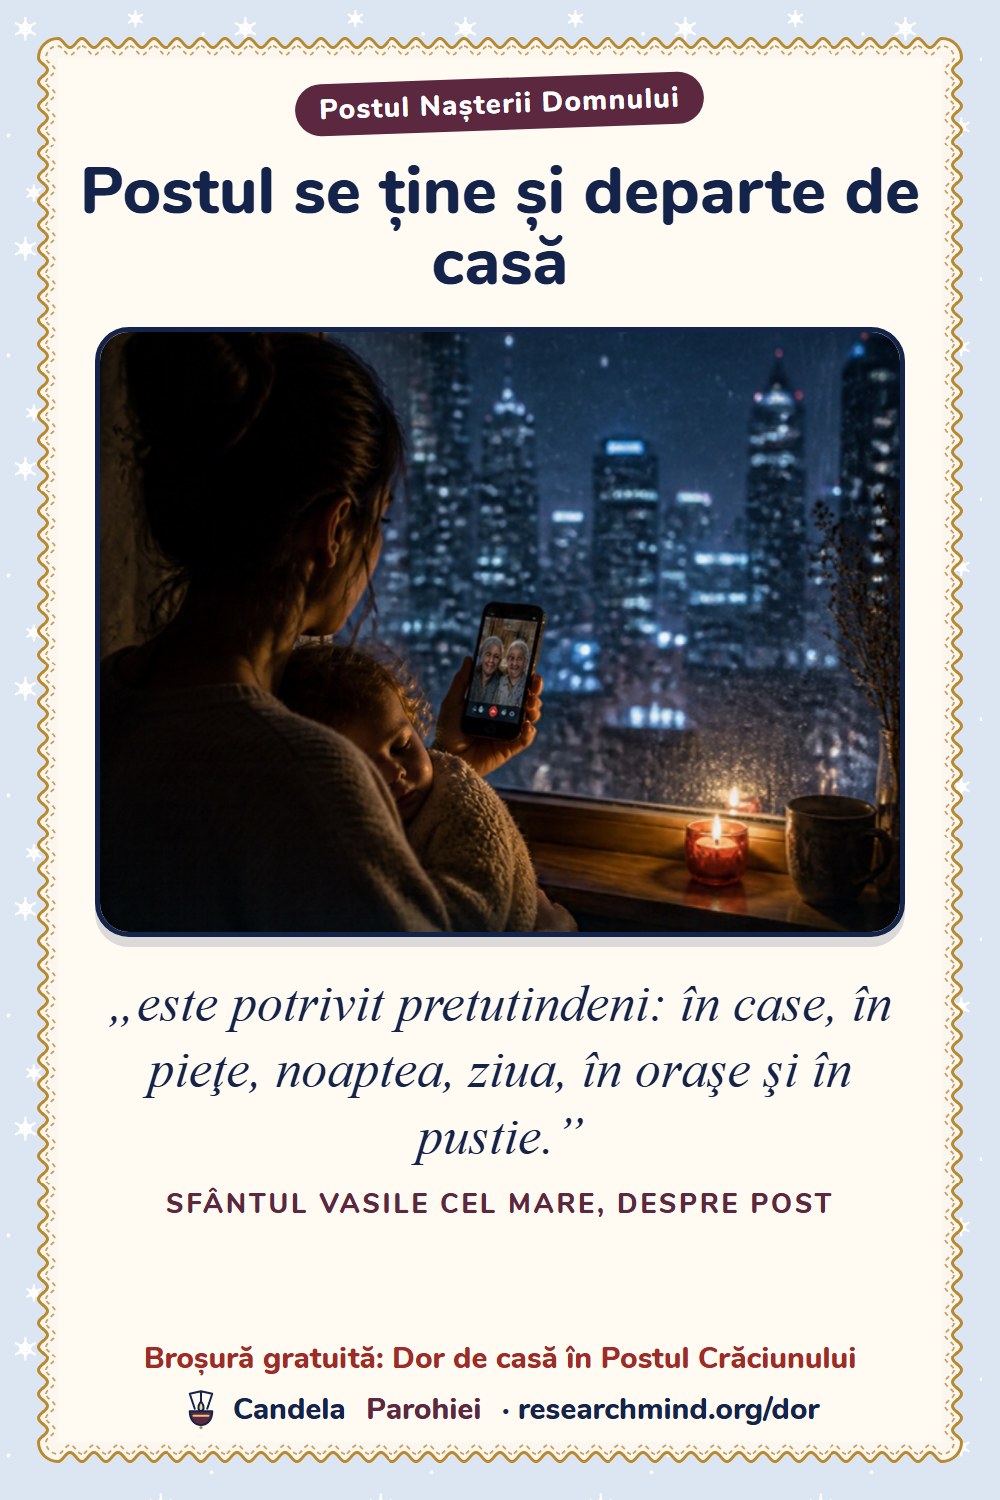 Postul Nașterii Domnului
Postul se ține și departe de
casă
„este potrivit pretutindeni: în case, în
pieţe, noaptea, ziua, în oraşe şi în
pustie.”
SFÂNTUL VASILE CEL MARE, DESPRE POST
Broșură gratuită: Dor de casă în Postul Crăciunului
Candela Parohiei · researchmind.org/dor